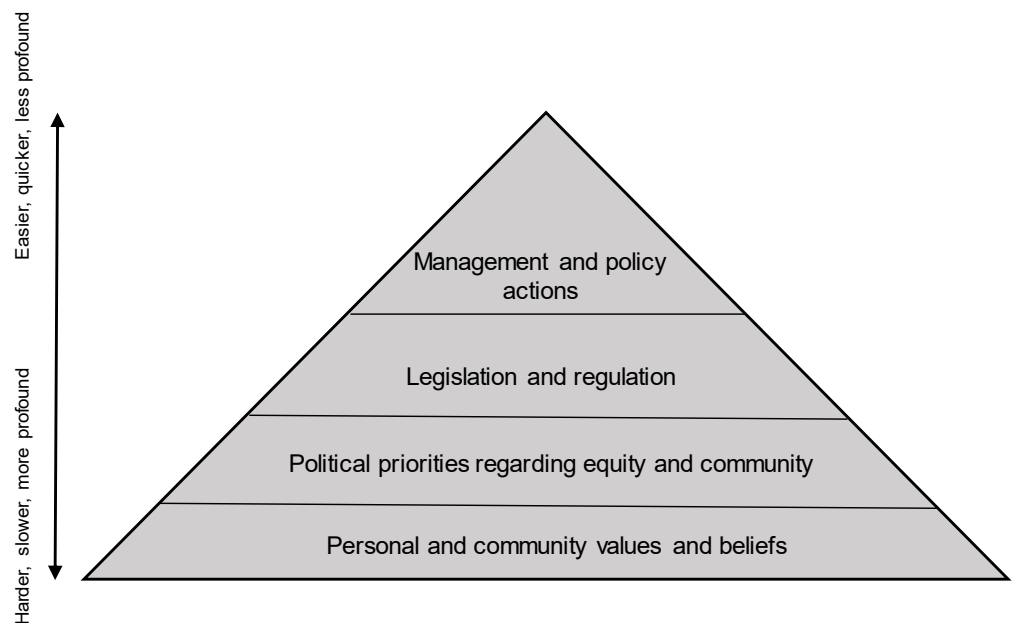 Easier, quicker, less profound
Harder, slower, more profound
Management and policy
actions
Legislation and regulation
Political priorities regarding equity and community
Personal and community values and beliefs